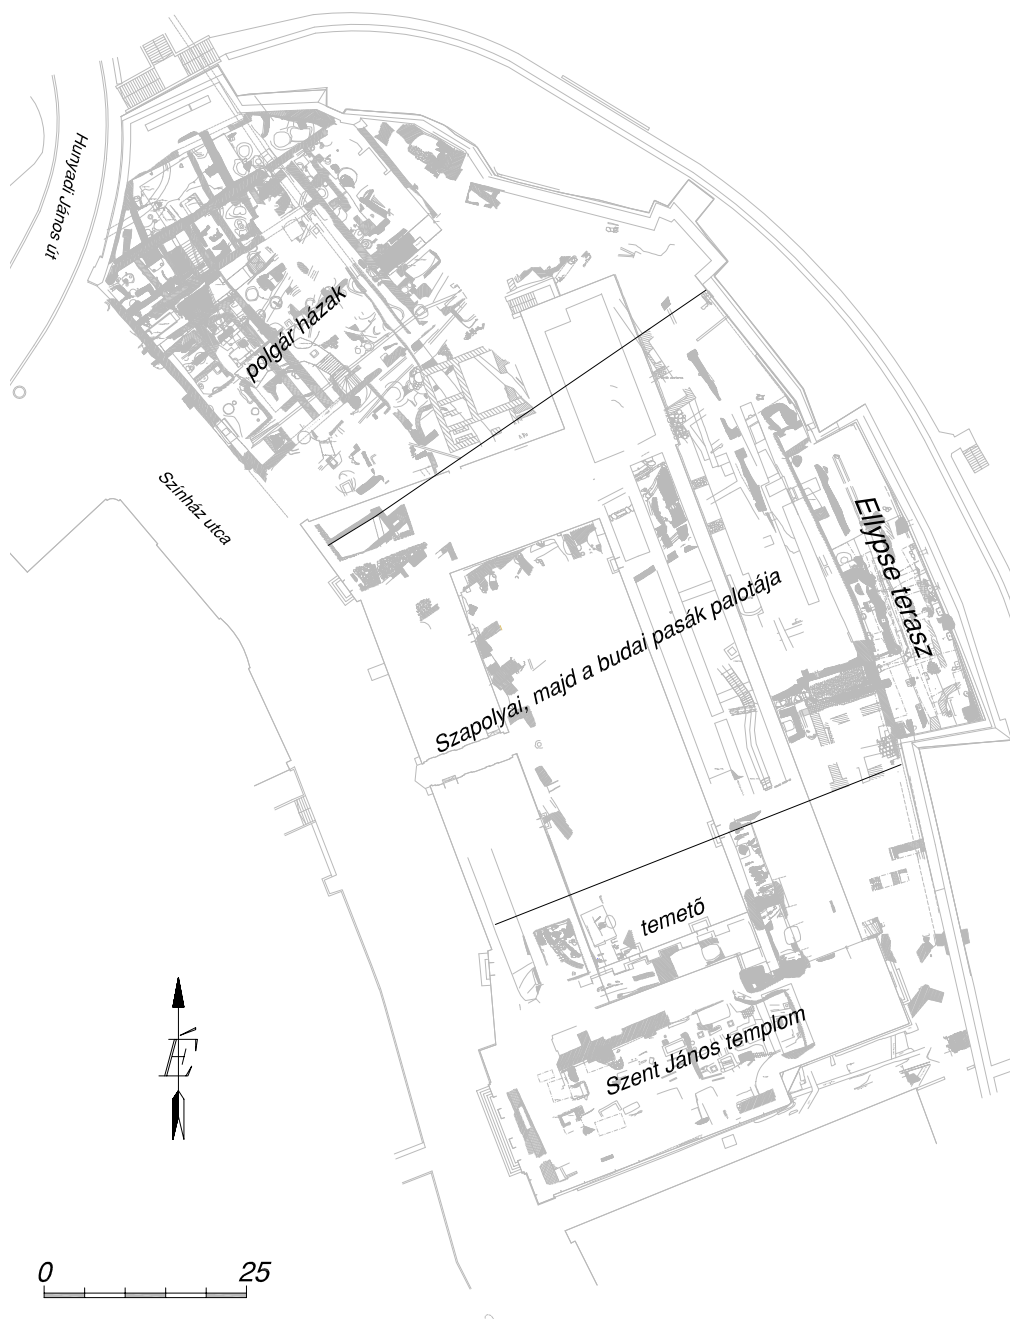 Hunyadi János út
polgár házak
Színház utca
Ellypse terasz
Szapolyai, majd a budai pasák palotája
temető
Szent János templom
É
0 25